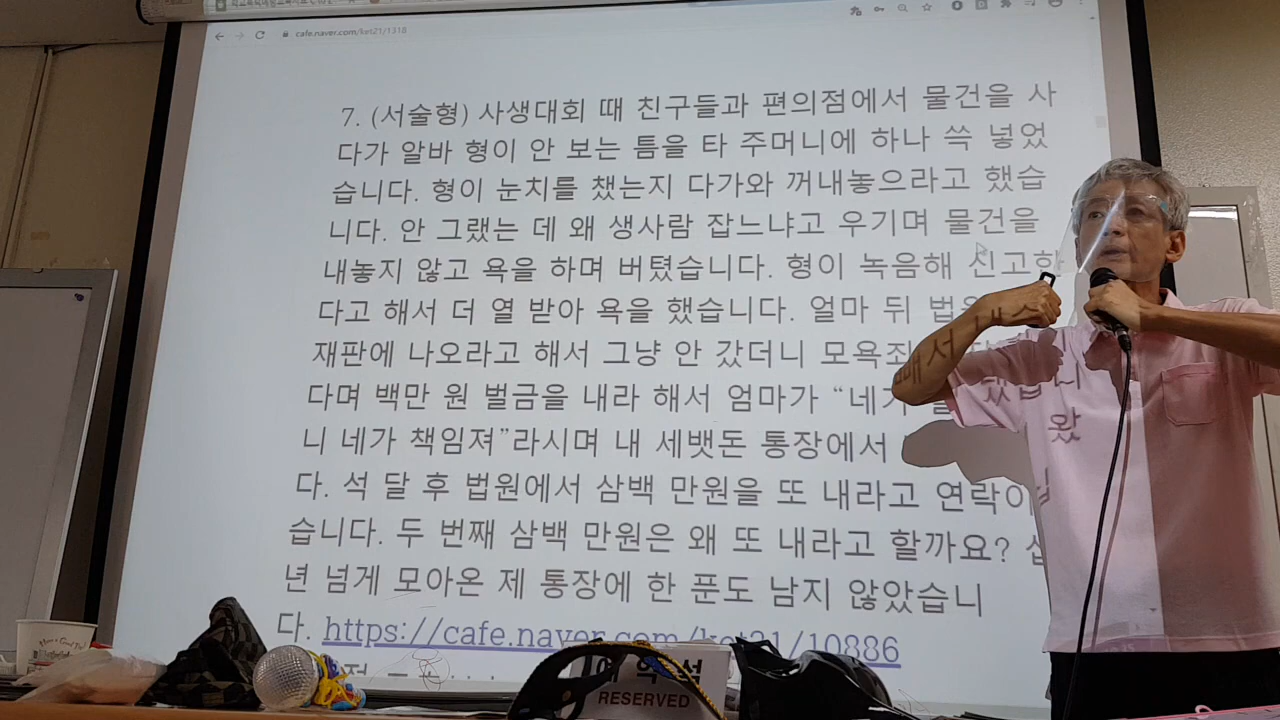 cafe.naver.com/ket21/1318
7. (서술형) 사생대회 때 친구들과 편의점에서 물건을 사
다가 알바 형이 안 보는 틈을 타 주머니에 하나 쓱 넣었
습니다. 형이 눈치를 챘는지 다가와 꺼내놓으라고 했습
니다. 안 그랬는 데 왜 생사람 잡느냐고 우기며 물건을
내놓지 않고 욕을 하며 버텼습니다. 형이 녹음해 신고한
다고 해서 더 열 받아 욕을 했습니다. 얼마 뒤
재판에 나오라고 해서 그냥 안 갔더니
다며 백만 원 벌금을 내라 해서 엄마가 “네가
니 네가 책임져”라시며 내 세뱃돈 통장에서
다. 석 달 후 법원에서 삼백 만원을 또 내라고 왔
습니다. 두 번째 삼백 만원은 왜 또 내라고 할까요?
년 넘게 모아온 제 통장에 한 푼도 남지 않았습니
다. https://cafe.naver.com/ket21/10886
RESERVED